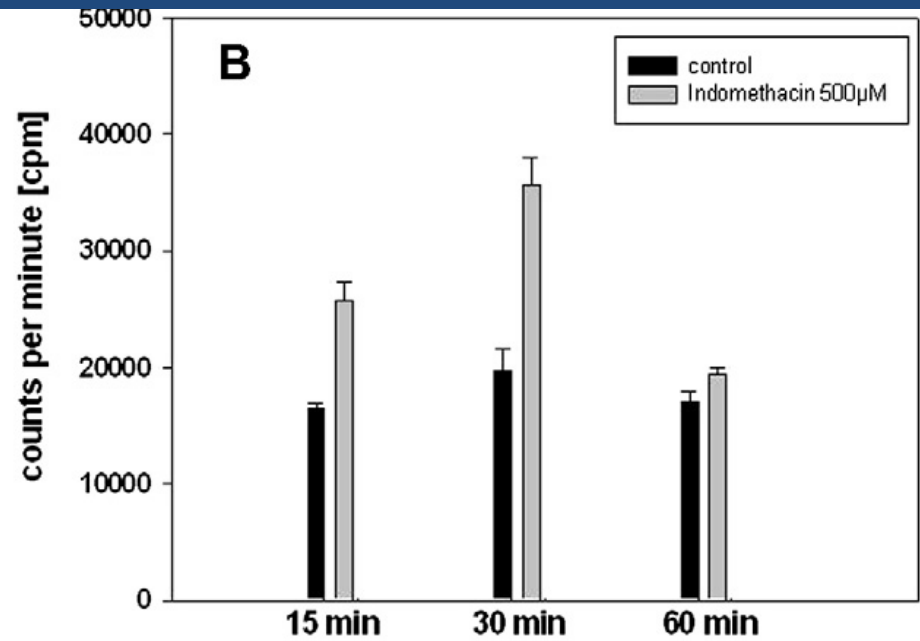 50000
B
control
Indomethacin 500µM
40000
30000
20000
10000
0
counts per minute [cpm]
15 min
30 min
60 min